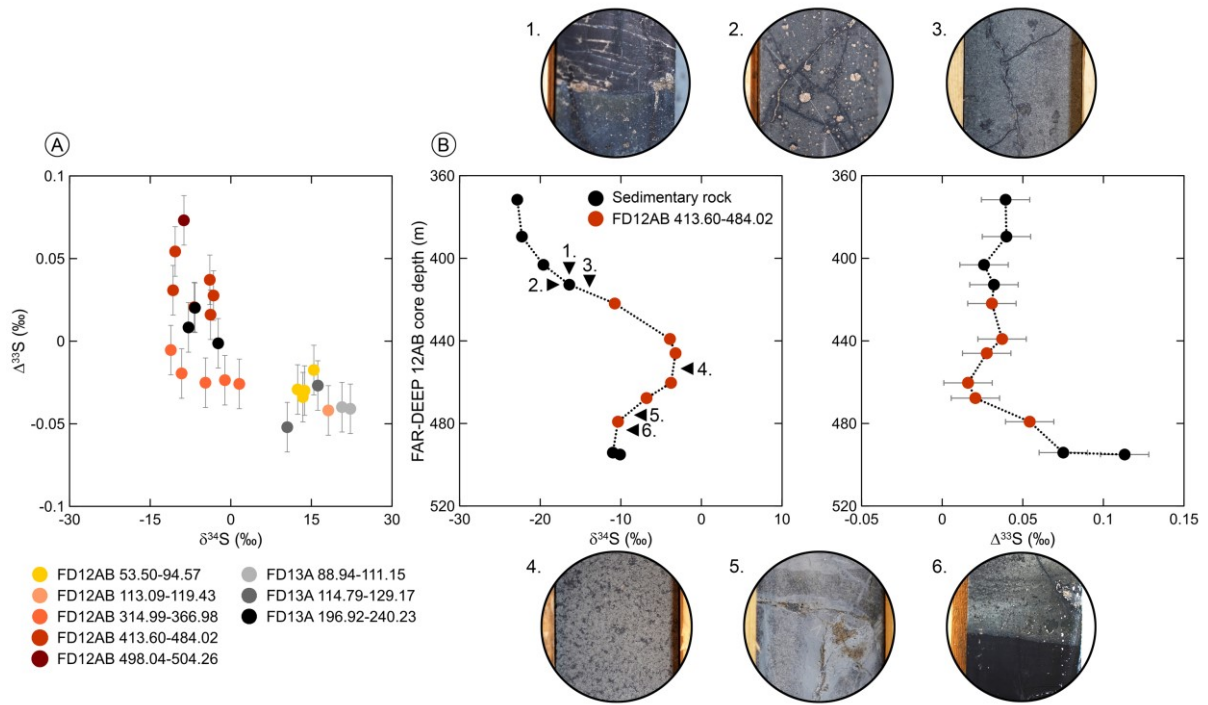 1.
2.
3.
A
B
0.1
0.05
0
-0.05
-0.1
Δ³³S (‰)
-30
-15
0
15
30
δ³⁴S (‰)
FD12AB 53.50-94.57
FD12AB 113.09-119.43
FD12AB 314.99-366.98
FD12AB 413.60-484.02
FD12AB 498.04-504.26
FD13A 88.94-111.15
FD13A 114.79-129.17
FD13A 196.92-240.23
360
400
440
480
520
FAR-DEEP 12AB core depth (m)
Sedimentary rock
FD12AB 413.60-484.02
1.
2.
3.
4.
5.
6.
-30
-20
-10
0
10
δ³⁴S (‰)
360
400
440
480
520
-0.05
0
0.05
0.1
0.15
Δ³³S (‰)
4.
5.
6.